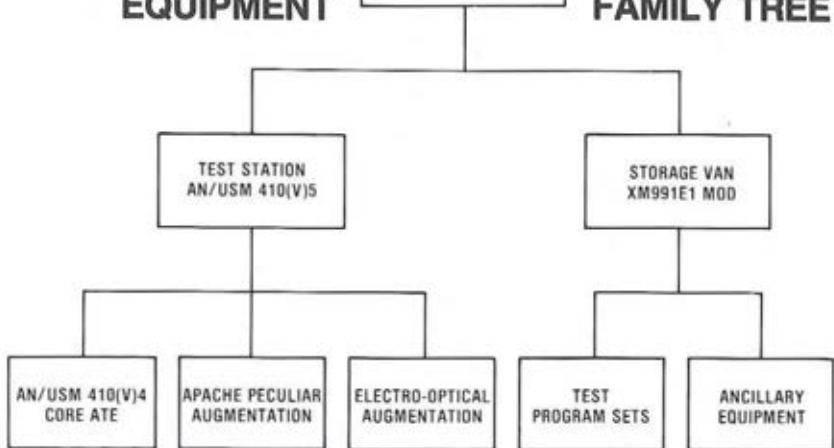 EQUIPMENT FAMILY TREE
TEST STATION
AN/USM 410(V)5
STORAGE VAN
XM991E1 MOD
AN/USM 410(V)4
CORE ATE
APACHE PECULIAR
AUGMENTATION
ELECTRO-OPTICAL
AUGMENTATION
TEST
PROGRAM SETS
ANCILLARY
EQUIPMENT